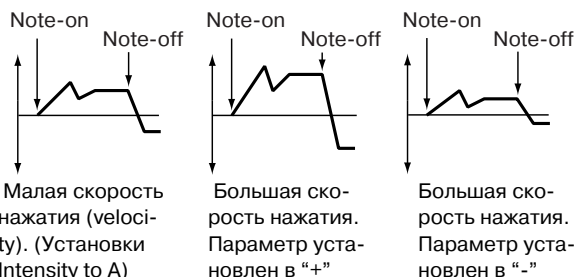 Note-on
Note-off
Note-on
Note-off
Note-on
Note-off
Малая скорость
нажатия (veloci-
ty). (Установки
Intensity to A)
Большая ско-
рость нажатия.
Параметр уста-
новлен в “+”
Большая ско-
рость нажатия.
Параметр уста-
новлен в “-”